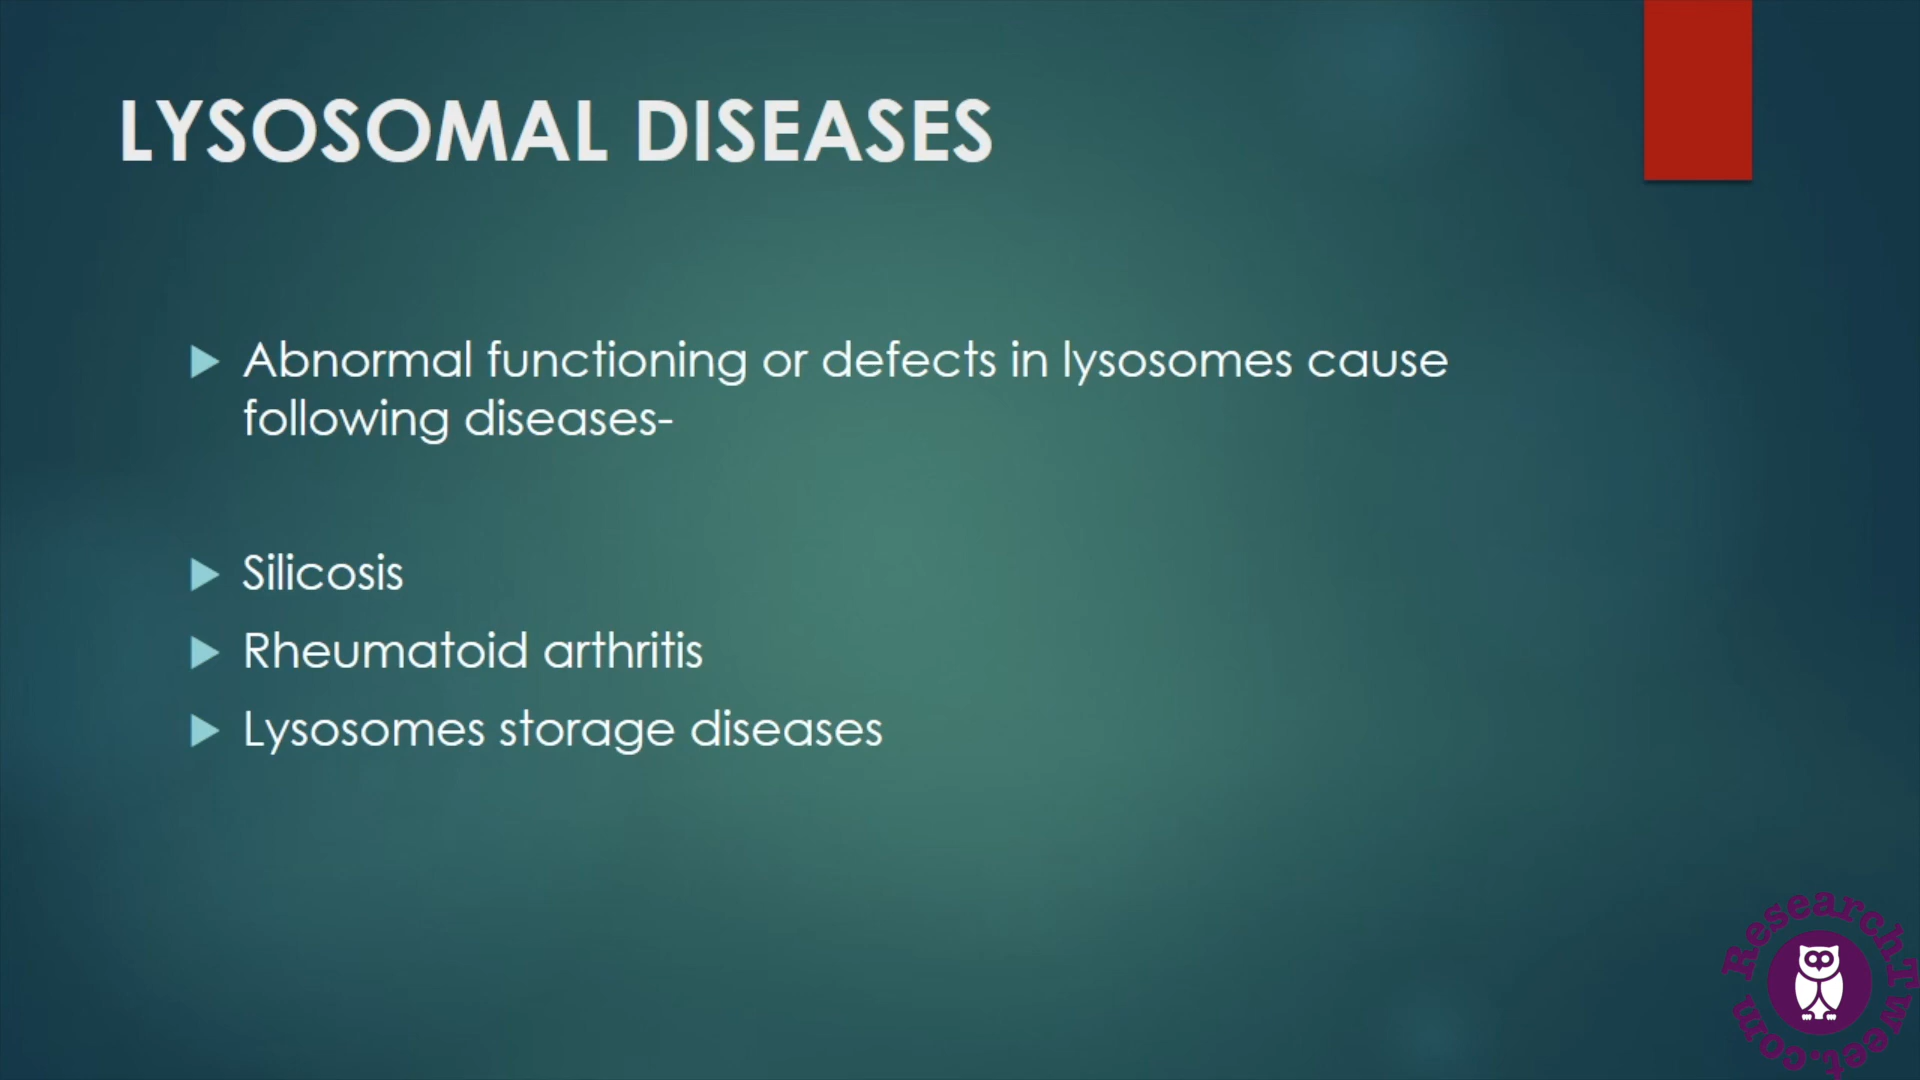 LYSOSOMAL DISEASES
Abnormal functioning or defects in lysosomes cause
following diseases-
Silicosis
Rheumatoid arthritis
Lysosomes storage diseases
ResearchTweet.com